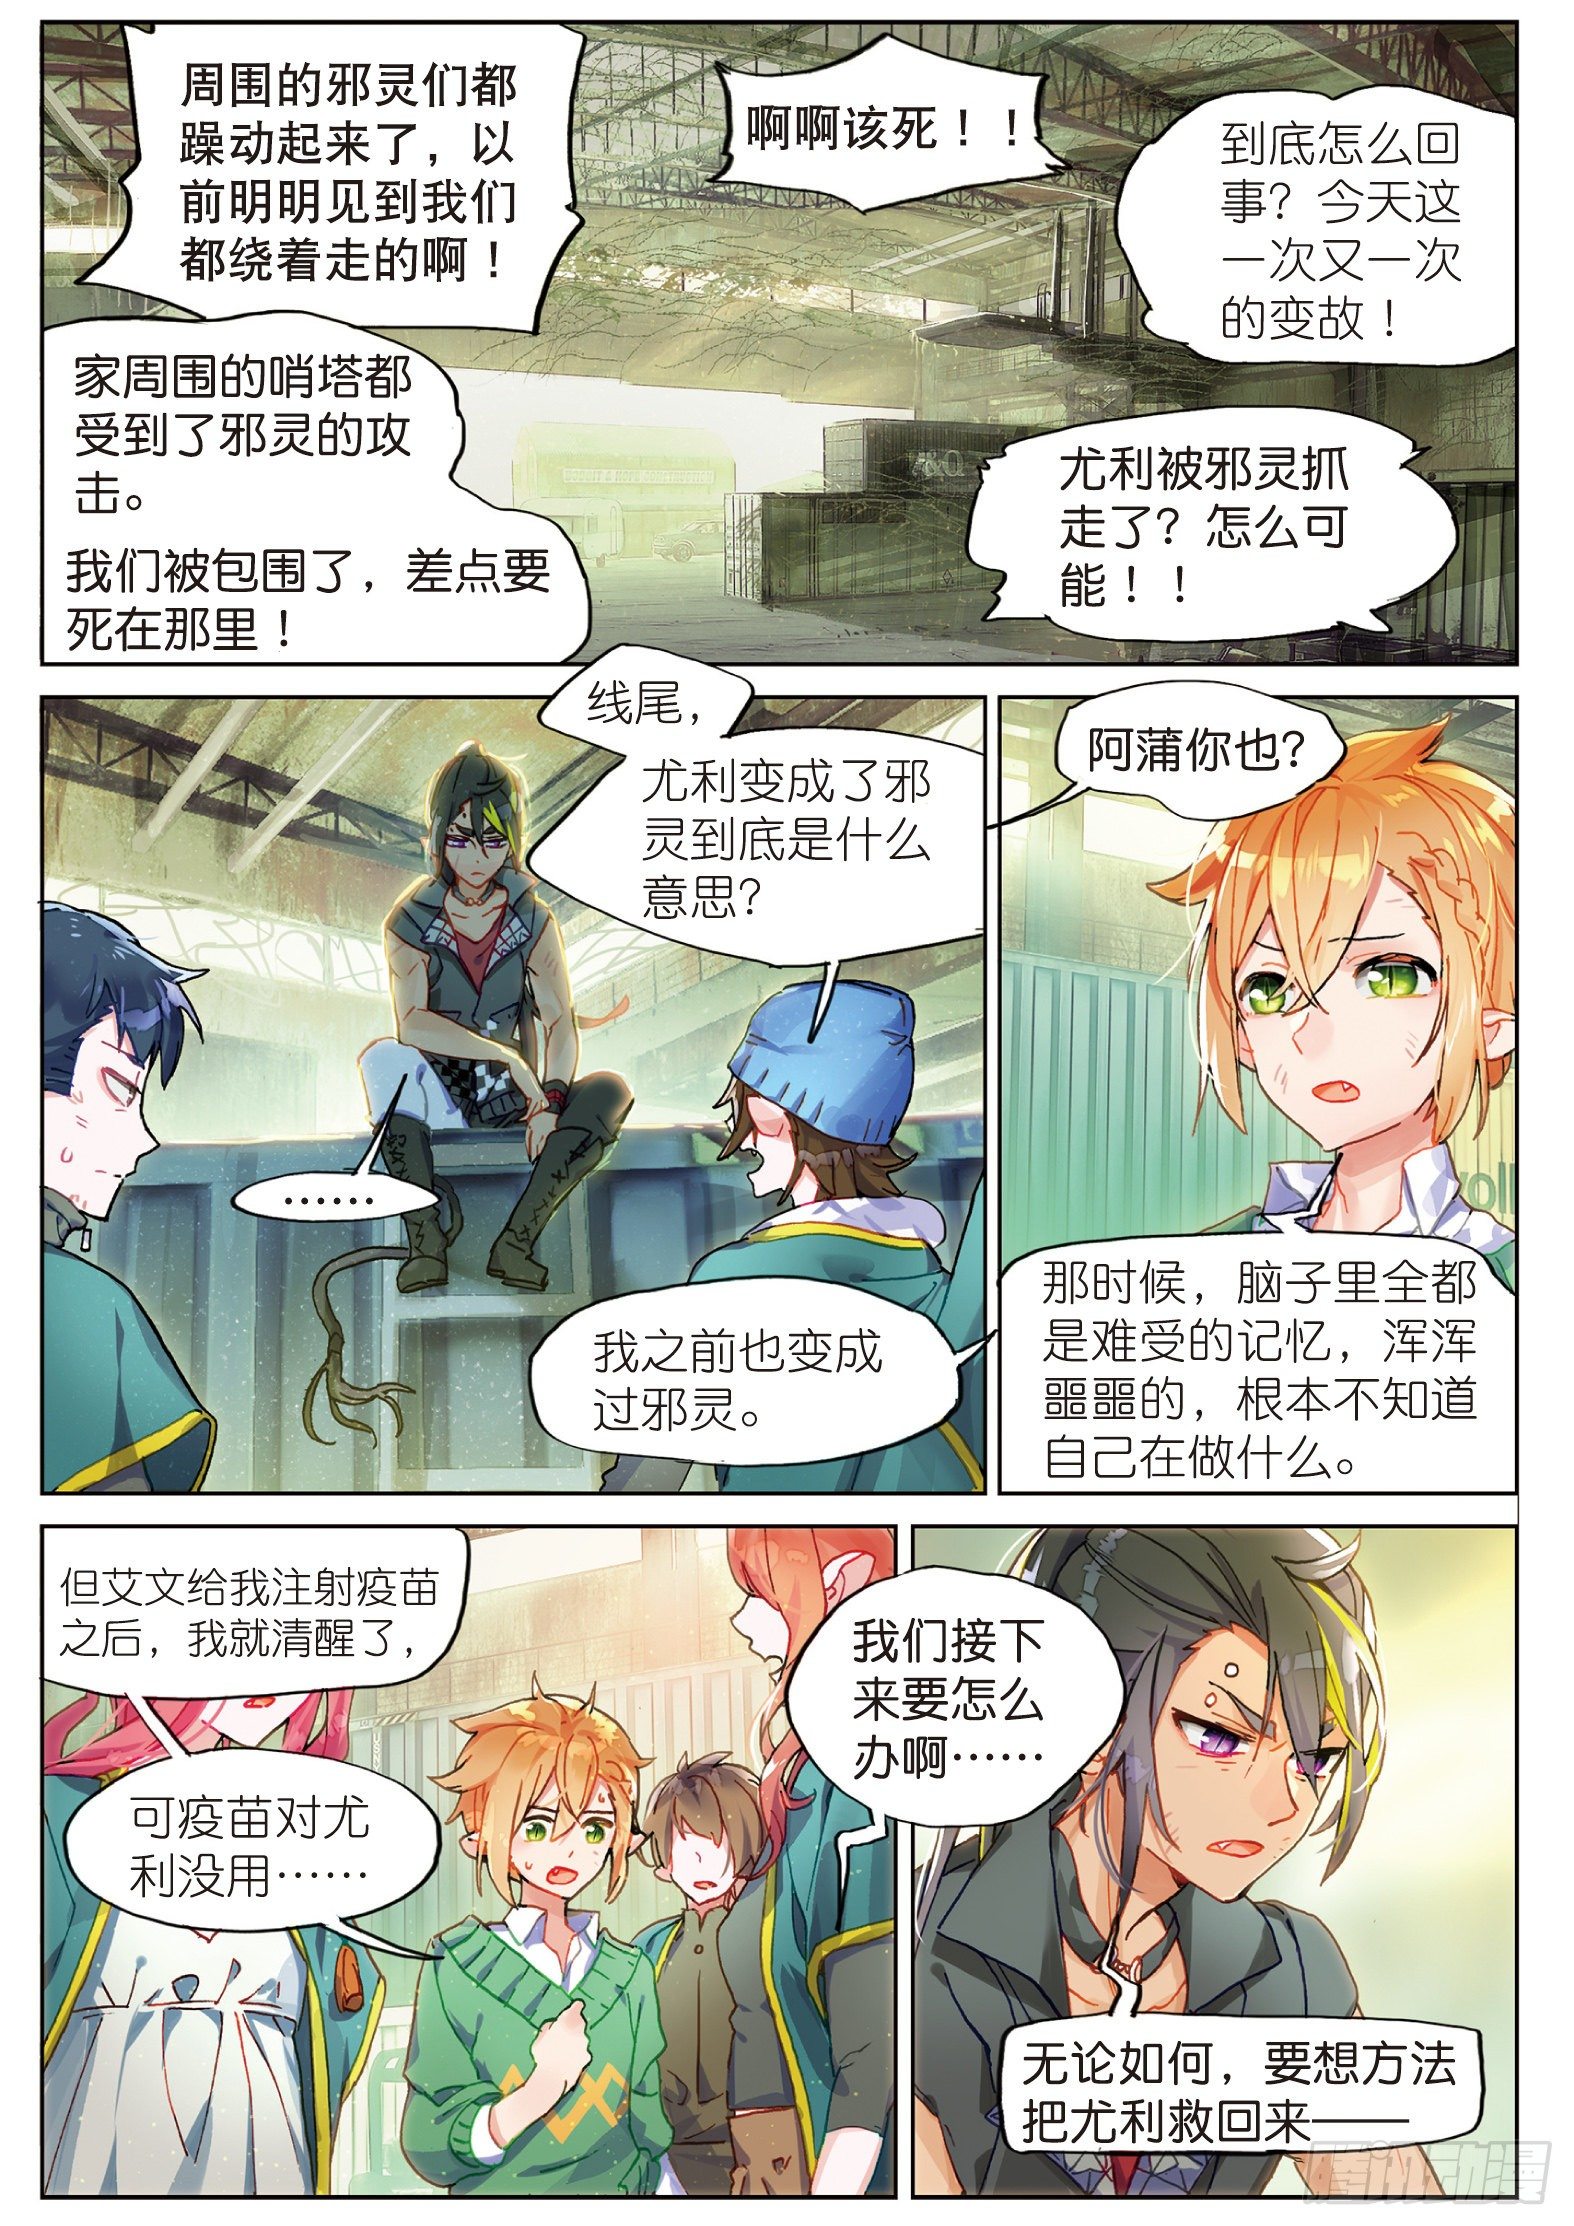 周围的邪灵们都
躁动起来了，以
前明明见到我们
都绕着走的啊！
啊啊该死！！
到底怎么回
事？今天这
一次又一次
的变故！
家周围的哨塔都
受到了邪灵的攻
击。
我们被包围了，差点要
死在那里！
尤利被邪灵抓
走了？怎么可
能！！
线尾，
尤利变成了邪
灵到底是什么
意思？
……
我之前也变成
过邪灵。
阿蒲你也？
那时候，脑子里全都
是难受的记忆，浑浑
噩噩的，根本不知道
自己在做什么。
但艾文给我注射疫苗
之后，我就清醒了，
可疫苗对尤
利没用……
我们接下
来要怎么
办啊……
无论如何，要想方法
把尤利救回来——
腾讯动漫